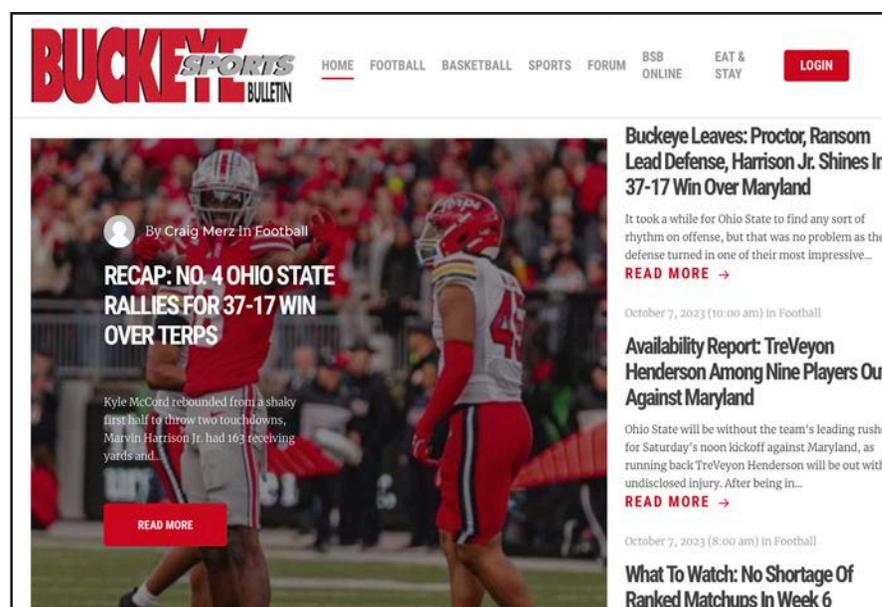 BUCKEYE
SPORTS
BULLETIN
HOME FOOTBALL BASKETBALL SPORTS FORUM BSB ONLINE EAT & STAY LOGIN
By Craig Merz In Football
RECAP: NO. 4 OHIO STATE
RALLIES FOR 37-17 WIN
OVER TERPS
Kyle McCord rebounded from a shaky
first half to throw two touchdowns,
Marvin Harrison Jr. had 163 receiving
yards and...
READ MORE
Terps
45
Buckeye Leaves: Proctor, Ransom
Lead Defense, Harrison Jr. Shines In
37-17 Win Over Maryland
It took a while for Ohio State to find any sort of
rhythm on offense, but that was no problem as the
defense turned in one of their most impressive...
READ MORE →
October 7, 2023 (10:00 am) in Football
Availability Report: TreVeyon
Henderson Among Nine Players Ou
Against Maryland
Ohio State will be without the team's leading rushe
for Saturday's noon kickoff against Maryland, as
running back TreVeyon Henderson will be out with
undisclosed injury. After being in...
READ MORE →
October 7, 2023 (8:00 am) in Football
What To Watch: No Shortage Of
Ranked Matchups In Week 6